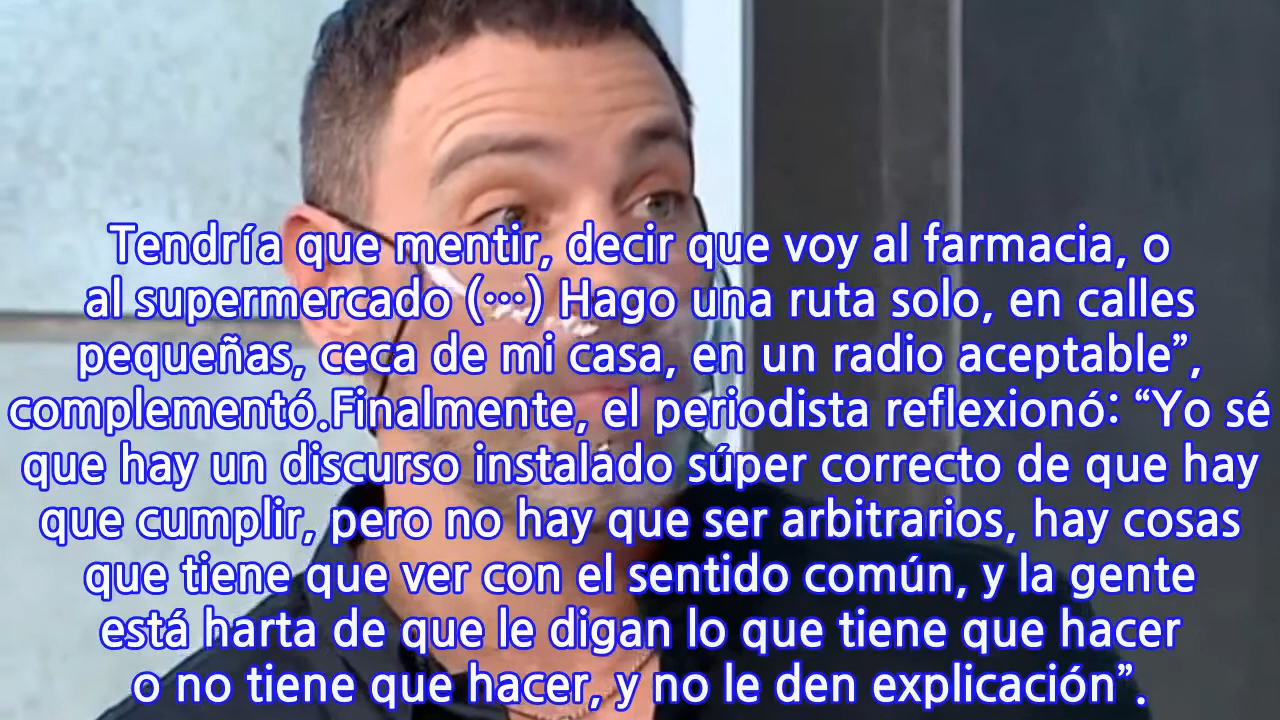 Tendría que mentir, decir que voy al farmacia, o
al supermercado (…) Hago una ruta solo, en calles
pequeñas, ceca de mi casa, en un radio aceptable”,
complementó.Finalmente, el periodista reflexionó: “Yo sé
que hay un discurso instalado súper correcto de que hay
que cumplir, pero no hay que ser arbitrarios, hay cosas
que tiene que ver con el sentido común, y la gente
está harta de que le digan lo que tiene que hacer
o no tiene que hacer, y no le den explicación”.